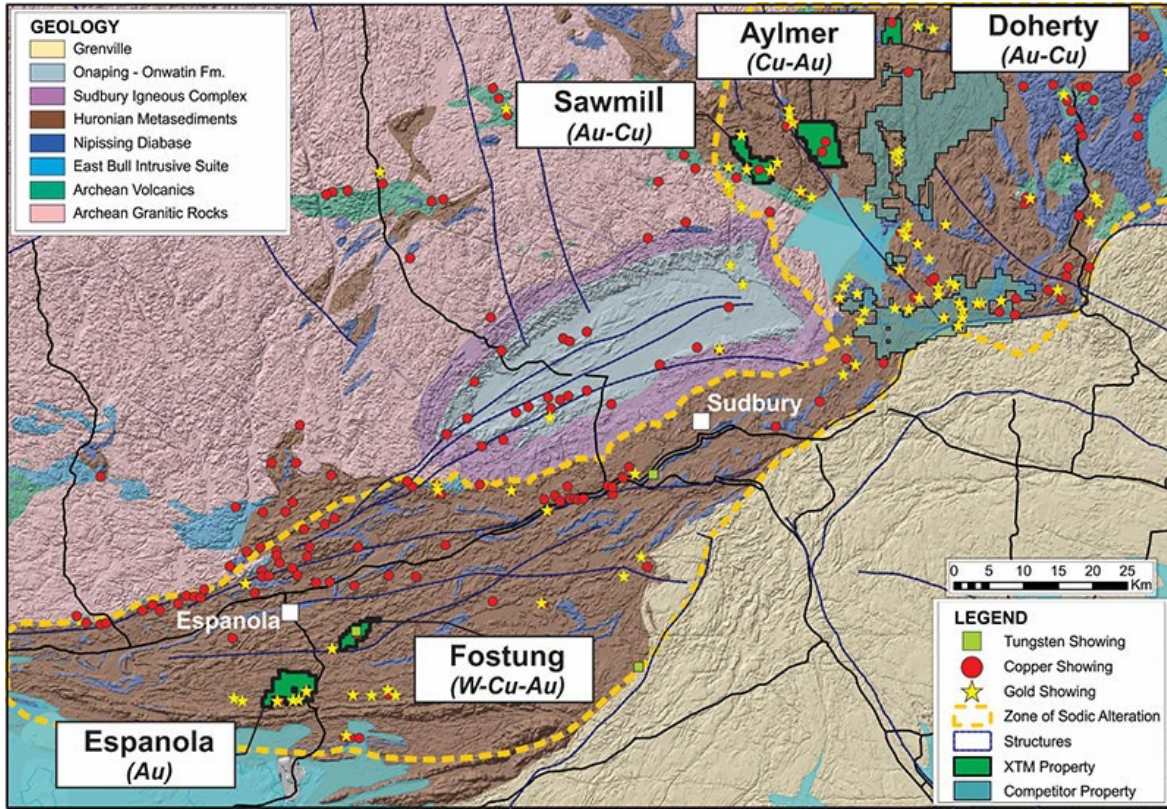 GEOLOGY
Grenville
Onaping - Onwatin Fm.
Sudbury Igneous Complex
Huronian Metasediments
Nipissing Diabase
East Bull Intrusive Suite
Archean Volcanics
Archean Granitic Rocks
Aylmer
(Cu-Au)
Doherty
(Au-Cu)
Sawmill
(Au-Cu)
Sudbury
Espanola
Fostung
(W-Cu-Au)
Espanola
(Au)
0 5 10 15 20 25
Km
LEGEND
Tungsten Showing
Copper Showing
Gold Showing
Zone of Sodic Alteration
Structures
XTM Property
Competitor Property